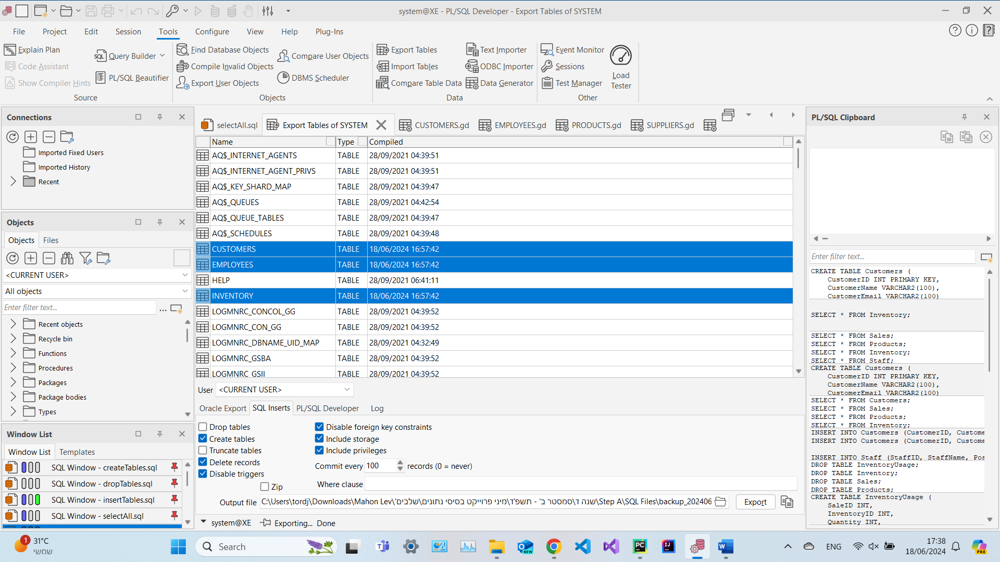 system@XE - PL/SQL Developer - Export Tables of SYSTEM
File Project Edit Session Tools Configure View Help Plug-Ins
Explain Plan
Code Assistant
Show Compiler Hints
Query Builder
PL/SQL Beautifier
Source
Find Database Objects
Compile Invalid Objects
Export User Objects
Compare User Objects
DBMS Scheduler
Objects
Export Tables
Import Tables
Compare Table Data
Text Importer
ODBC Importer
Data Generator
Data
Event Monitor
Sessions
Test Manager
Load
Tester
Other
Connections
Imported Fixed Users
Imported History
Recent
Objects
Objects Files
<CURRENT USER>
All objects
Enter filter text...
Recent objects
Recycle bin
Functions
Procedures
Packages
Package bodies
Types
Window List
Window List Templates
SQL Window - createTables.sql
SQL Window - dropTables.sql
SQL Window - insertTables.sql
SQL Window - selectAll.sql
selectAll.sql Export Tables of SYSTEM CUSTOMERS.gd EMPLOYEES.gd PRODUCTS.gd SUPPLIERS.gd
Name Type Compiled
AQ$_INTERNET_AGENTS TABLE 28/09/2021 04:39:51
AQ$_INTERNET_AGENT_PRIVS TABLE 28/09/2021 04:39:51
AQ$_KEY_SHARD_MAP TABLE 28/09/2021 04:39:47
AQ$_QUEUES TABLE 28/09/2021 04:42:54
AQ$_QUEUE_TABLES TABLE 28/09/2021 04:39:47
AQ$_SCHEDULES TABLE 28/09/2021 04:39:48
CUSTOMERS TABLE 18/06/2024 16:57:42
EMPLOYEES TABLE 18/06/2024 16:57:42
HELP TABLE 28/09/2021 06:41:11
INVENTORY TABLE 18/06/2024 16:57:42
LOGMNRC_CONCOL_GG TABLE 28/09/2021 04:39:52
LOGMNRC_CON_GG TABLE 28/09/2021 04:39:52
LOGMNRC_DBNAME_UID_MAP TABLE 28/09/2021 04:32:49
LOGMNRC_GSBA TABLE 28/09/2021 04:39:52
LOGMNRC_GSII TABLE 28/09/2021 04:39:52
User <CURRENT USER>
Oracle Export SQL Inserts PL/SQL Developer Log
Drop tables
Create tables
Truncate tables
Delete records
Disable triggers
Zip
Disable foreign key constraints
Include storage
Include privileges
Commit every 100 records (0 = never)
Where clause
Output file C:\Users\tordj\Downloads\Mahon Lev\שנה ד\סמסטר ב' - תשפ"ד\מיני פרוייקט בסיסי נתונים\שלבים'\Step A\SQL Files\backup_202406 Export
system@XE Exporting... Done
PL/SQL Clipboard
Enter filter text...
CREATE TABLE Customers (
CustomerID INT PRIMARY KEY,
CustomerName VARCHAR2(100),
CustomerEmail VARCHAR2(100)
SELECT * FROM Inventory;
SELECT * FROM Sales;
SELECT * FROM Products;
SELECT * FROM Inventory;
SELECT * FROM Staff;
CREATE TABLE Customers (
CustomerID INT PRIMARY KEY,
CustomerName VARCHAR2(100),
CustomerEmail VARCHAR2(100)
SELECT * FROM Customers;
SELECT * FROM Sales;
SELECT * FROM Products;
SELECT * FROM Inventory;
INSERT INTO Customers (CustomerID, Custome
INSERT INTO Customers (CustomerID, Custome
INSERT INTO Staff (StaffID, StaffName, Pos
DROP TABLE InventoryUsage;
DROP TABLE Inventory;
DROP TABLE Sales;
DROP TABLE Products;
CREATE TABLE InventoryUsage (
SaleID INT,
InventoryID INT,
Quantity INT,
1
31°C
שמשי
Search
NEW
ENG
17:38
18/06/2024
PRE